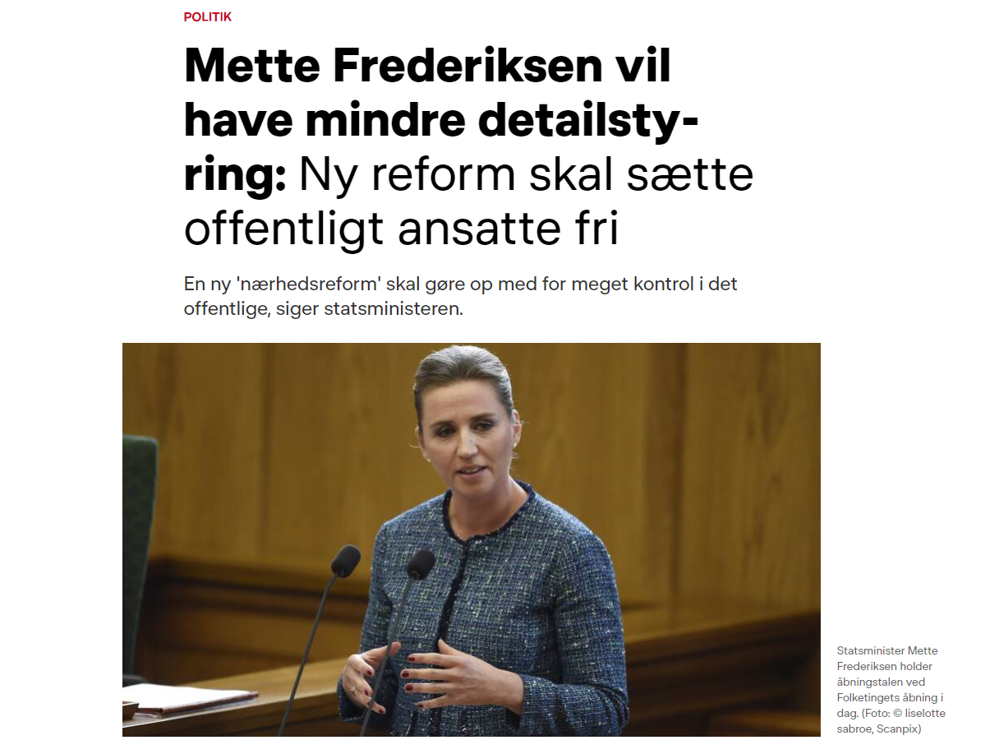 POLITIK
Mette Frederiksen vil
have mindre detailsty-
ring: Ny reform skal sætte
offentligt ansatte fri
En ny 'nærhedsreform' skal gøre op med for meget kontrol i det
offentlige, siger statsministeren.
Statsminister Mette
Frederiksen holder
åbningstalen ved
Folketingets åbning i
dag. (Foto: © liselotte
sabroe, Scanpix)